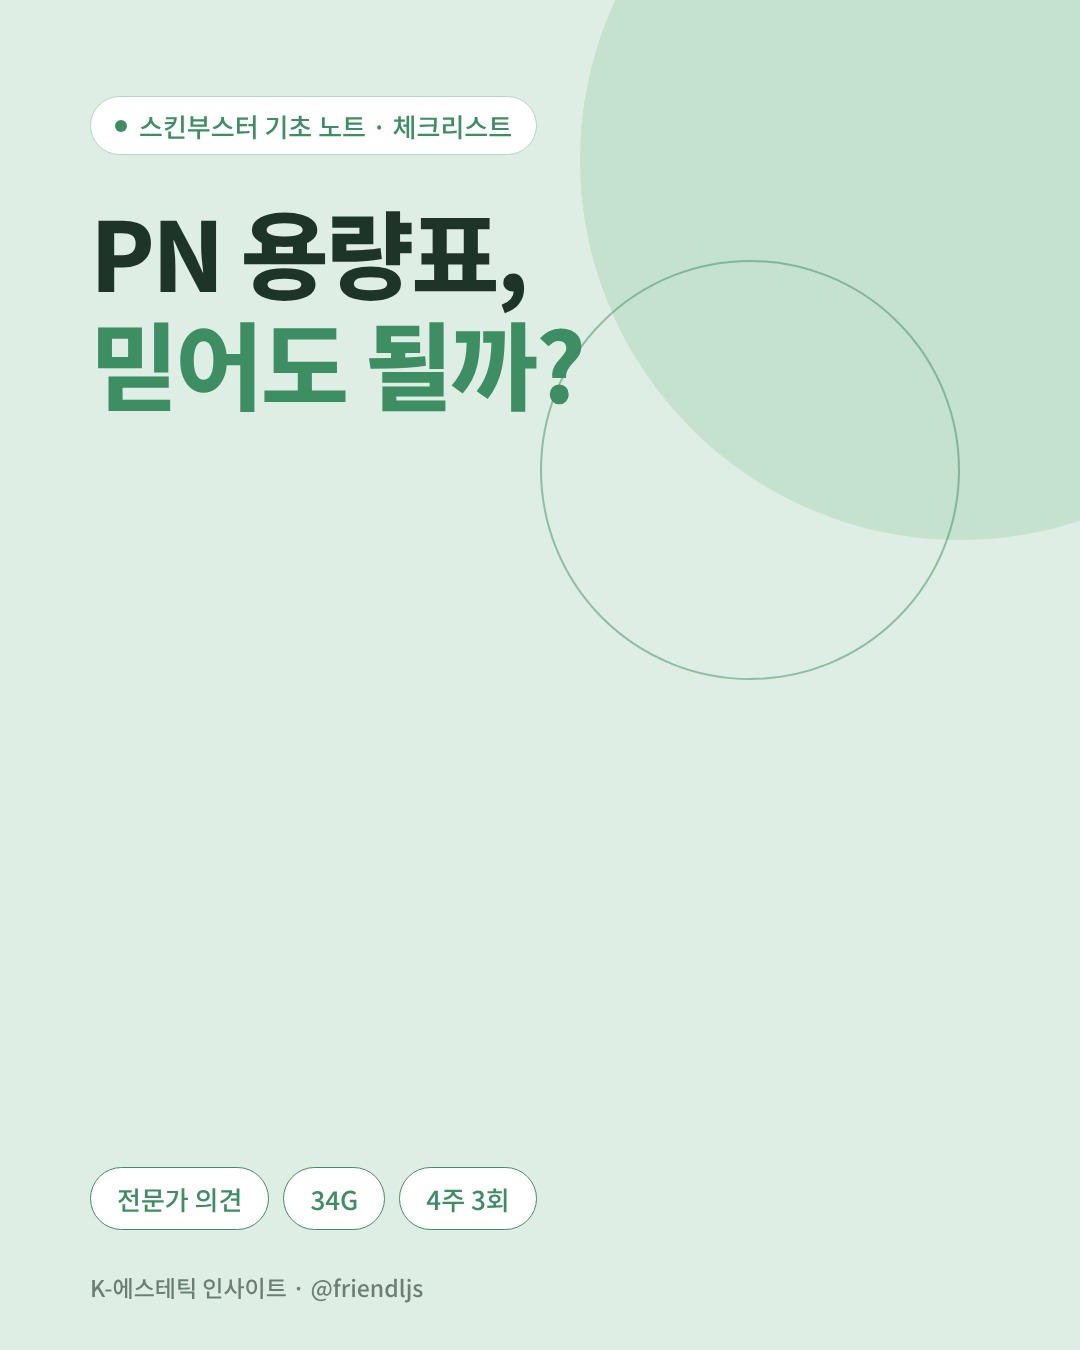 스킨부스터 기초 노트 · 체크리스트
PN 용량표,
믿어도 될까?
전문가 의견 34G 4주 3회
K-에스테틱 인사이트 · @friendljs